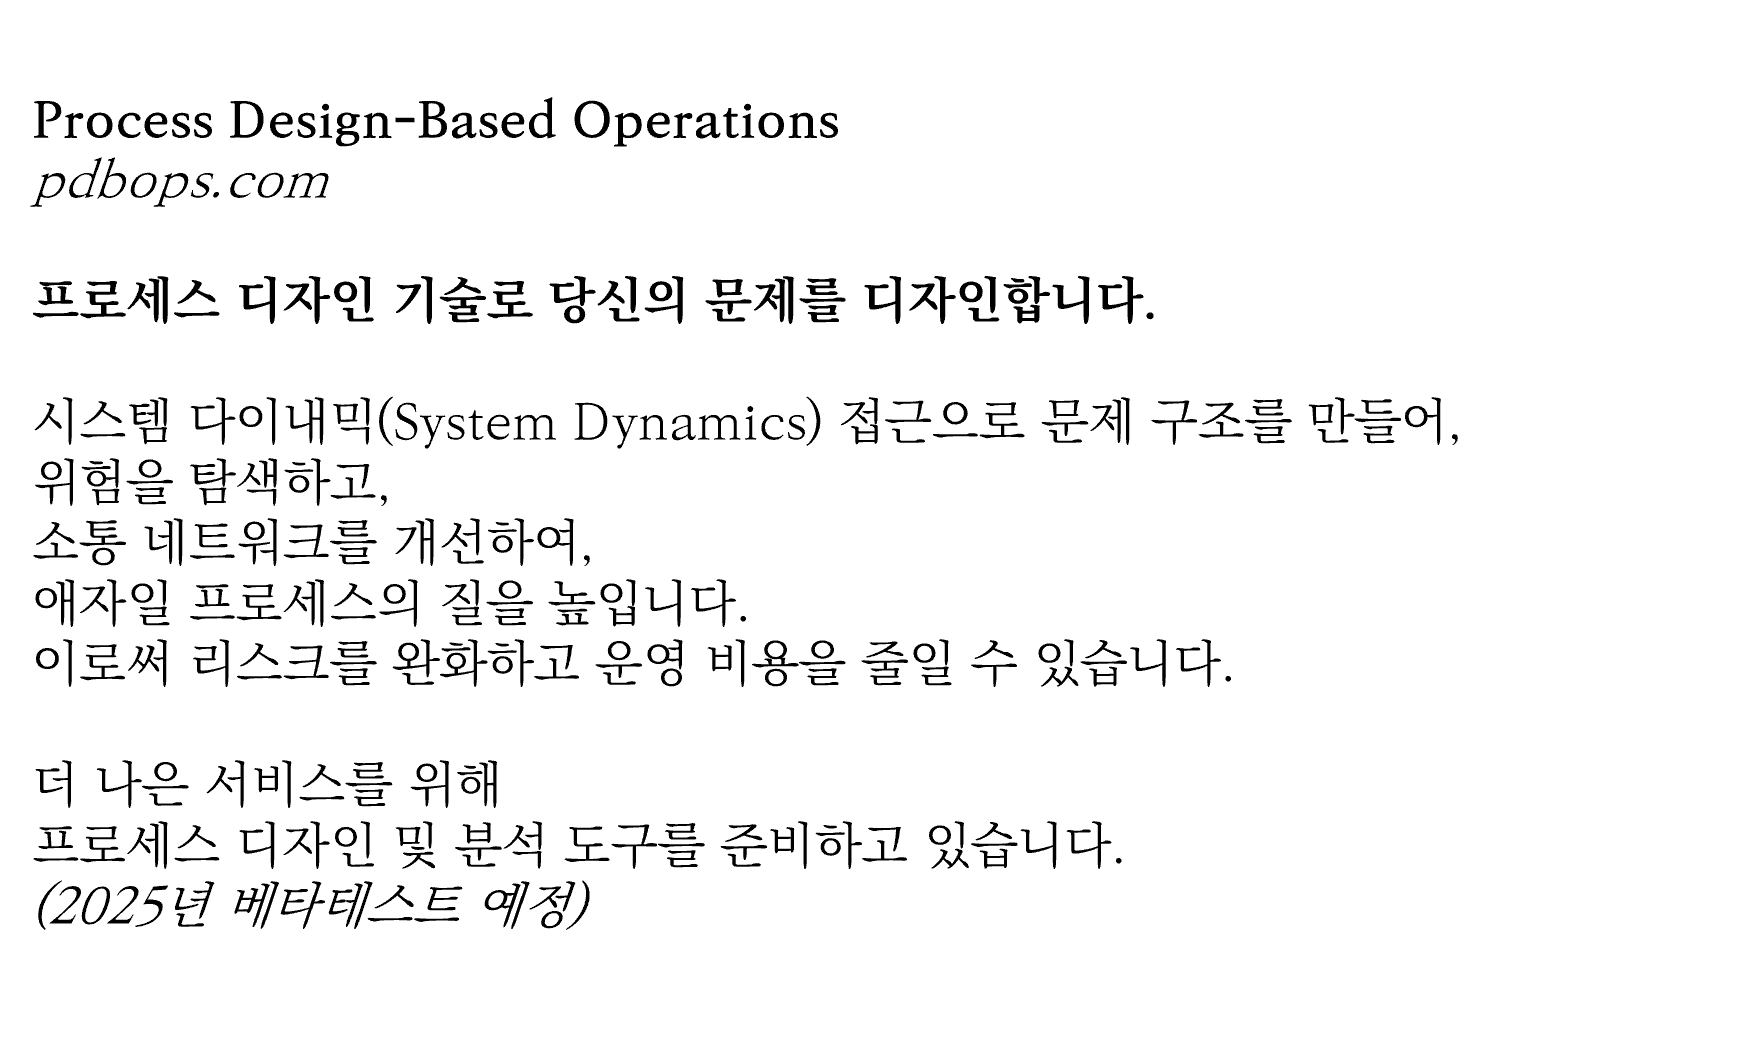 Process Design-Based Operations
pdbops.com
프로세스 디자인 기술로 당신의 문제를 디자인합니다.
시스템 다이내믹(System Dynamics) 접근으로 문제 구조를 만들어,
위험을 탐색하고,
소통 네트워크를 개선하여,
애자일 프로세스의 질을 높입니다.
이로써 리스크를 완화하고 운영 비용을 줄일 수 있습니다.
더 나은 서비스를 위해
프로세스 디자인 및 분석 도구를 준비하고 있습니다.
(2025년 베타테스트 예정)